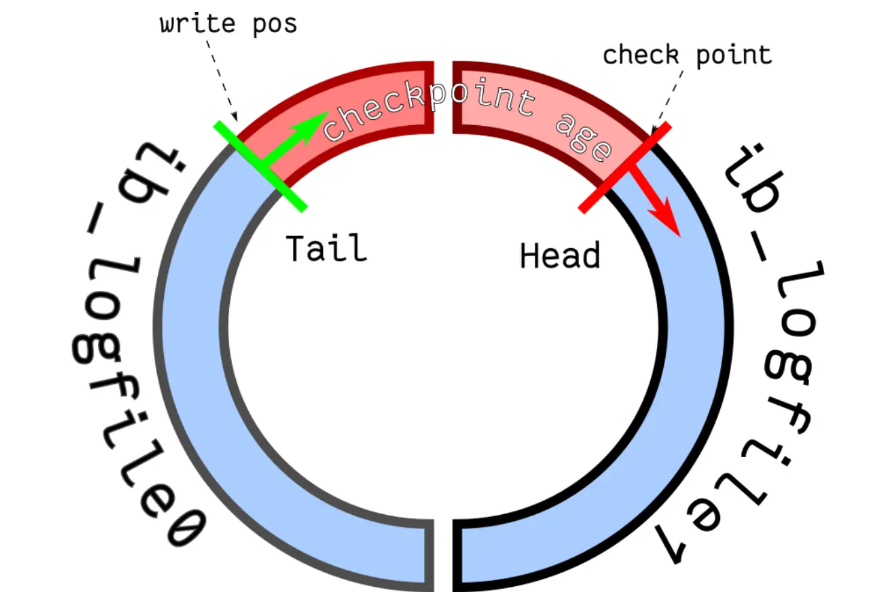 write pos
check point
checkpoint age
Tail
Head
ib_logfile0
ib_logfile1